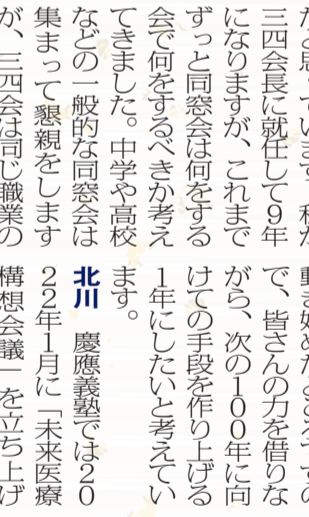 たと思っています。私が
三四会長に就任して9年
になりますが、これまで
ずっと同窓会は何をする
会で何をするべきか考え
てきました。中学や高校
などの一般的な同窓会は
集まって懇親をします
が、三四会は同じ職業の
動き始めたところですの
で、皆さんの力を借りな
がら、次の100年に向
けての手段を作り上げる
1年にしたいと考えてい
ます。
北川 慶應義塾では20
22年1月に「未来医療
構想会議」を立ち上げ